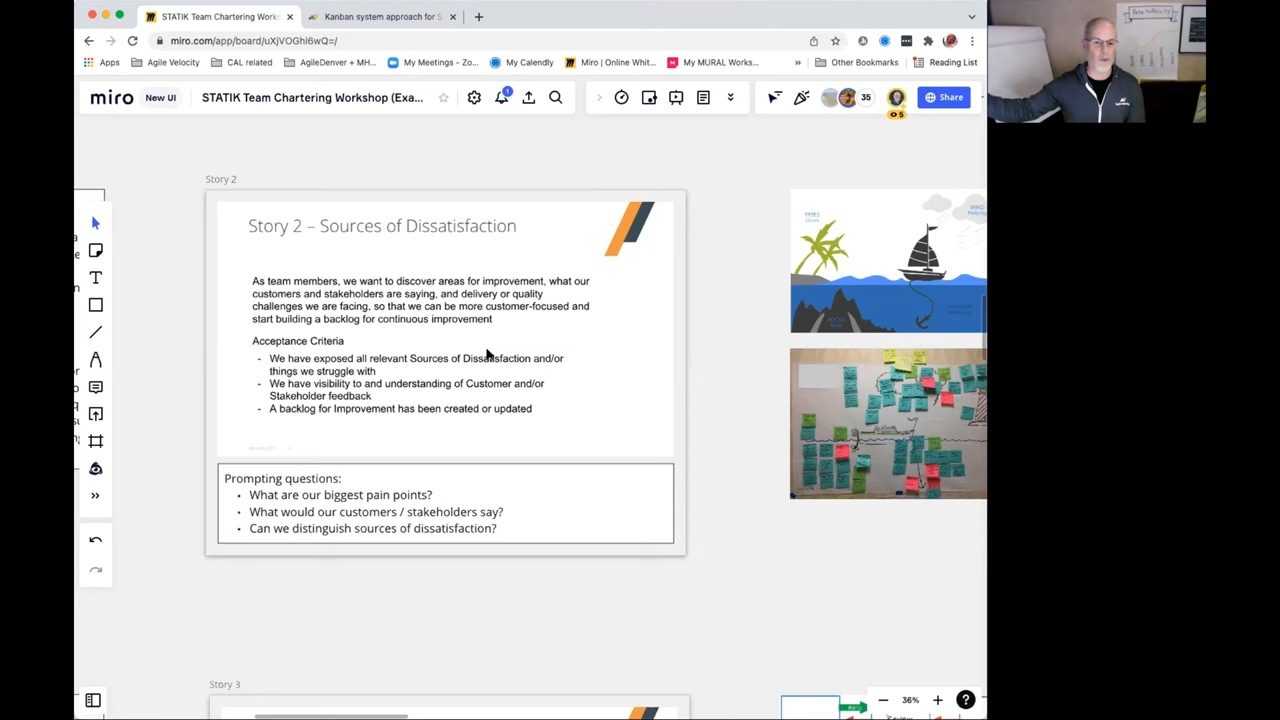 STATIK Team Chartering Works
Kanban system approach for S
miro.com/app/board/uXjVOGhi6wQ=/
Apps
Agile Velocity
CAL related
AgileDenver + MH...
My Meetings - Zo...
My Calendly
Miro | Online Whit...
My MURAL Works...
Other Bookmarks
Reading List
miro
New UI
STATIK Team Chartering Workshop (Exa...
1
35
5
Share
Story 2
Story 2 – Sources of Dissatisfaction
As team members, we want to discover areas for improvement, what our
customers and stakeholders are saying, and delivery or quality
challenges we are facing, so that we can be more customer-focused and
start building a backlog for continuous improvement
Acceptance Criteria
- We have exposed all relevant Sources of Dissatisfaction and/or
things we struggle with
- We have visibility to and understanding of Customer and/or
Stakeholder feedback
- A backlog for Improvement has been created or updated
Prompting questions:
• What are our biggest pain points?
• What would our customers / stakeholders say?
• Can we distinguish sources of dissatisfaction?
TREES
WIND
Story 3
36%